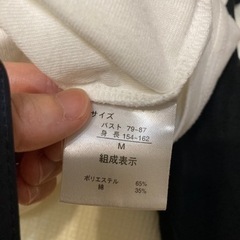 サイズ
バスト 79-87
身長 154-162
M
組成表示
ポリエステル 65%
綿 35%